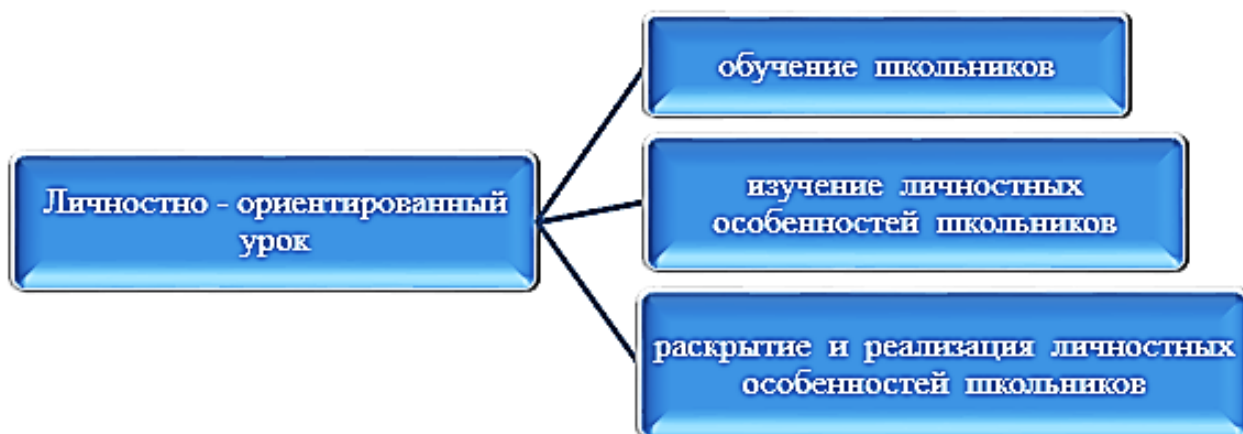 Личностно - ориентированный
урок
обучение школьников
изучение личностных
особенностей школьников
раскрытие и реализация личностных
особенностей школьников